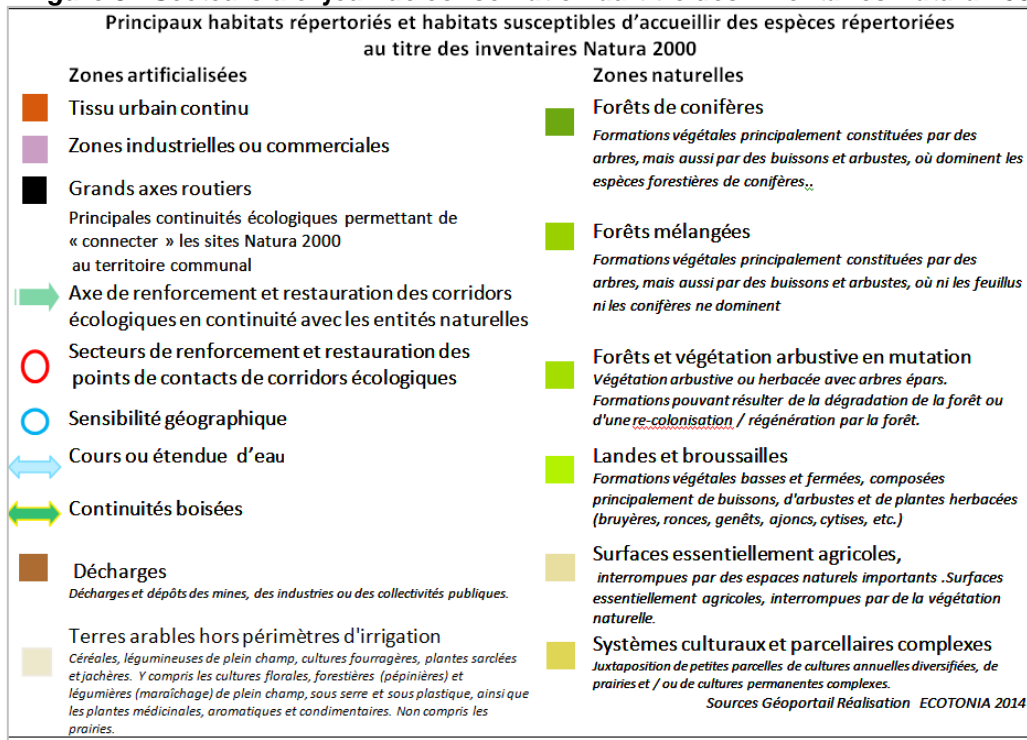 Principaux habitats répertoriés et habitats susceptibles d'accueillir des espèces répertoriées
au titre des inventaires Natura 2000
Zones artificialisées
Tissu urbain continu
Zones industrielles ou commerciales
Grands axes routiers
Principales continuités écologiques permettant de
« connecter » les sites Natura 2000
au territoire communal
Axe de renforcement et restauration des corridors
écologiques en continuité avec les entités naturelles
Secteurs de renforcement et restauration des
points de contacts de corridors écologiques
Sensibilité géographique
Cours ou étendue d'eau
Continuités boisées
Décharges
Décharges et dépôts des mines, des industries ou des collectivités publiques.
Terres arables hors périmètres d'irrigation
Céréales, légumineuses de plein champ, cultures fourragères, plantes sarclées
et jachères. Y compris les cultures florales, forestières (pépinières) et
légumières (maraîchage) de plein champ, sous serre et sous plastique, ainsi que
les plantes médicinales, aromatiques et condimentaires. Non compris les
prairies.
Zones naturelles
Forêts de conifères
Formations végétales principalement constituées par des
arbres, mais aussi par des buissons et arbustes, où dominent les
espèces forestières de conifères..
Forêts mélangées
Formations végétales principalement constituées par des
arbres, mais aussi par des buissons et arbustes, où ni les feuillus
ni les conifères ne dominent
Forêts et végétation arbustive en mutation
Végétation arbustive ou herbacée avec arbres épars.
Formations pouvant résulter de la dégradation de la forêt ou
d'une re-colonisation / régénération par la forêt.
Landes et broussailles
Formations végétales basses et fermées, composées
principalement de buissons, d'arbustes et de plantes herbacées
(bruyères, ronces, genêts, ajoncs, cytises, etc.)
Surfaces essentiellement agricoles,
interrompues par des espaces naturels importants .Surfaces
essentiellement agricoles, interrompues par de la végétation
naturelle.
Systèmes culturaux et parcellaires complexes
Juxtaposition de petites parcelles de cultures annuelles diversifiées, de
prairies et / ou de cultures permanentes complexes.
Sources Géoportail Réalisation ECOTONIA 2014